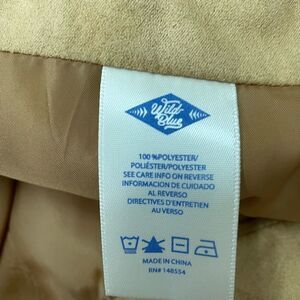 Wild
Blue
100 %POLYESTER/
POLIÉSTER/POLYESTER
SEE CARE INFO ON REVERSE
INFORMACION DE CUIDADO
AL REVERSO
DIRECTIVES D'ENTRETIEN
AU VERSO
MADE IN CHINA
RN# 148554